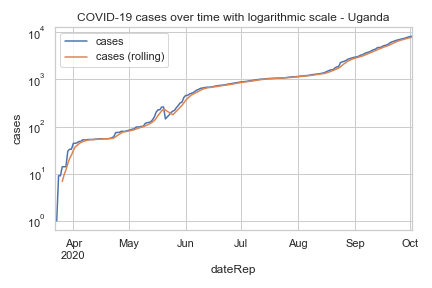 COVID-19 cases over time with logarithmic scale - Uganda
cases
cases (rolling)
10⁴
10³
10²
10¹
10⁰
cases
Apr
2020
May
Jun
Jul
Aug
Sep
Oct
dateRep